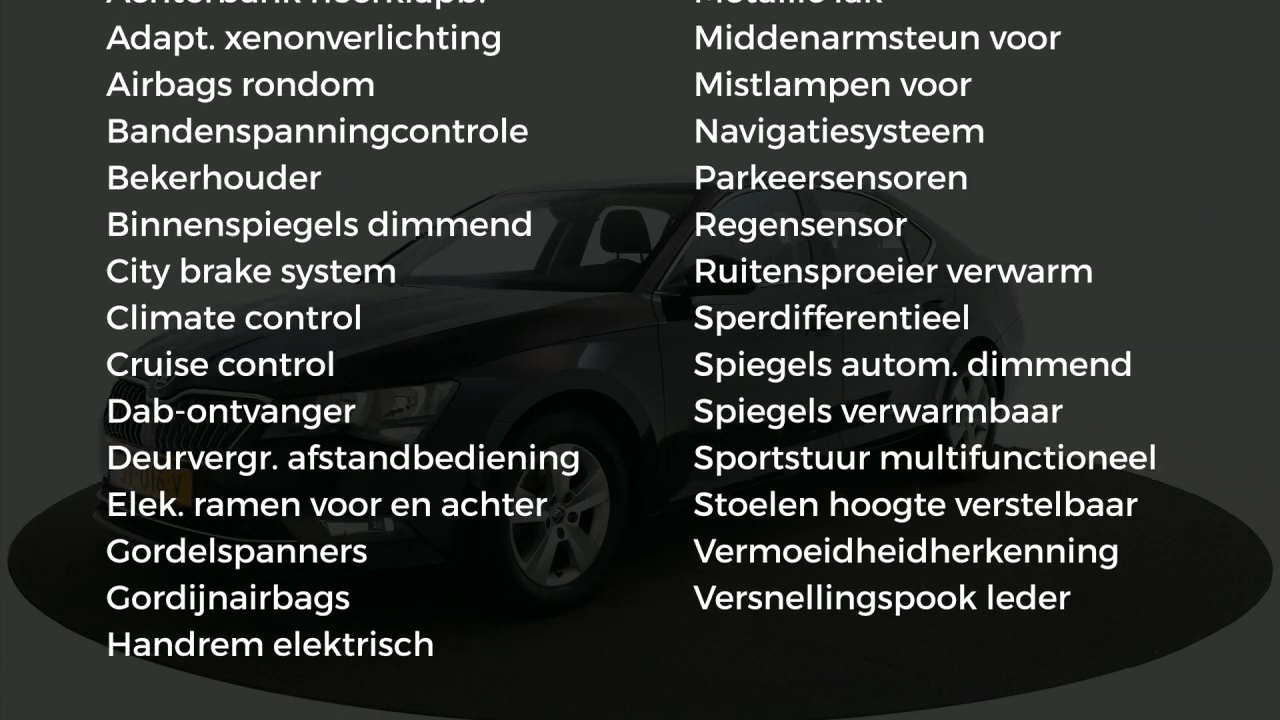 Adapt. xenonverlichting
Airbags rondom
Bandenspanningcontrole
Bekerhouder
Binnenspiegels dimmend
City brake system
Climate control
Cruise control
Dab-ontvanger
Deurvergr. afstandbediening
Elek. ramen voor en achter
Gordelspanners
Gordijnairbags
Handrem elektrisch
Metallic lak
Middenarmsteun voor
Mistlampen voor
Navigatiesysteem
Parkeersensoren
Regensensor
Ruitensproeier verwarm
Sperdifferentieel
Spiegels autom. dimmend
Spiegels verwarmbaar
Sportstuur multifunctioneel
Stoelen hoogte verstelbaar
Vermoeidheidherkenning
Versnellingspook leder